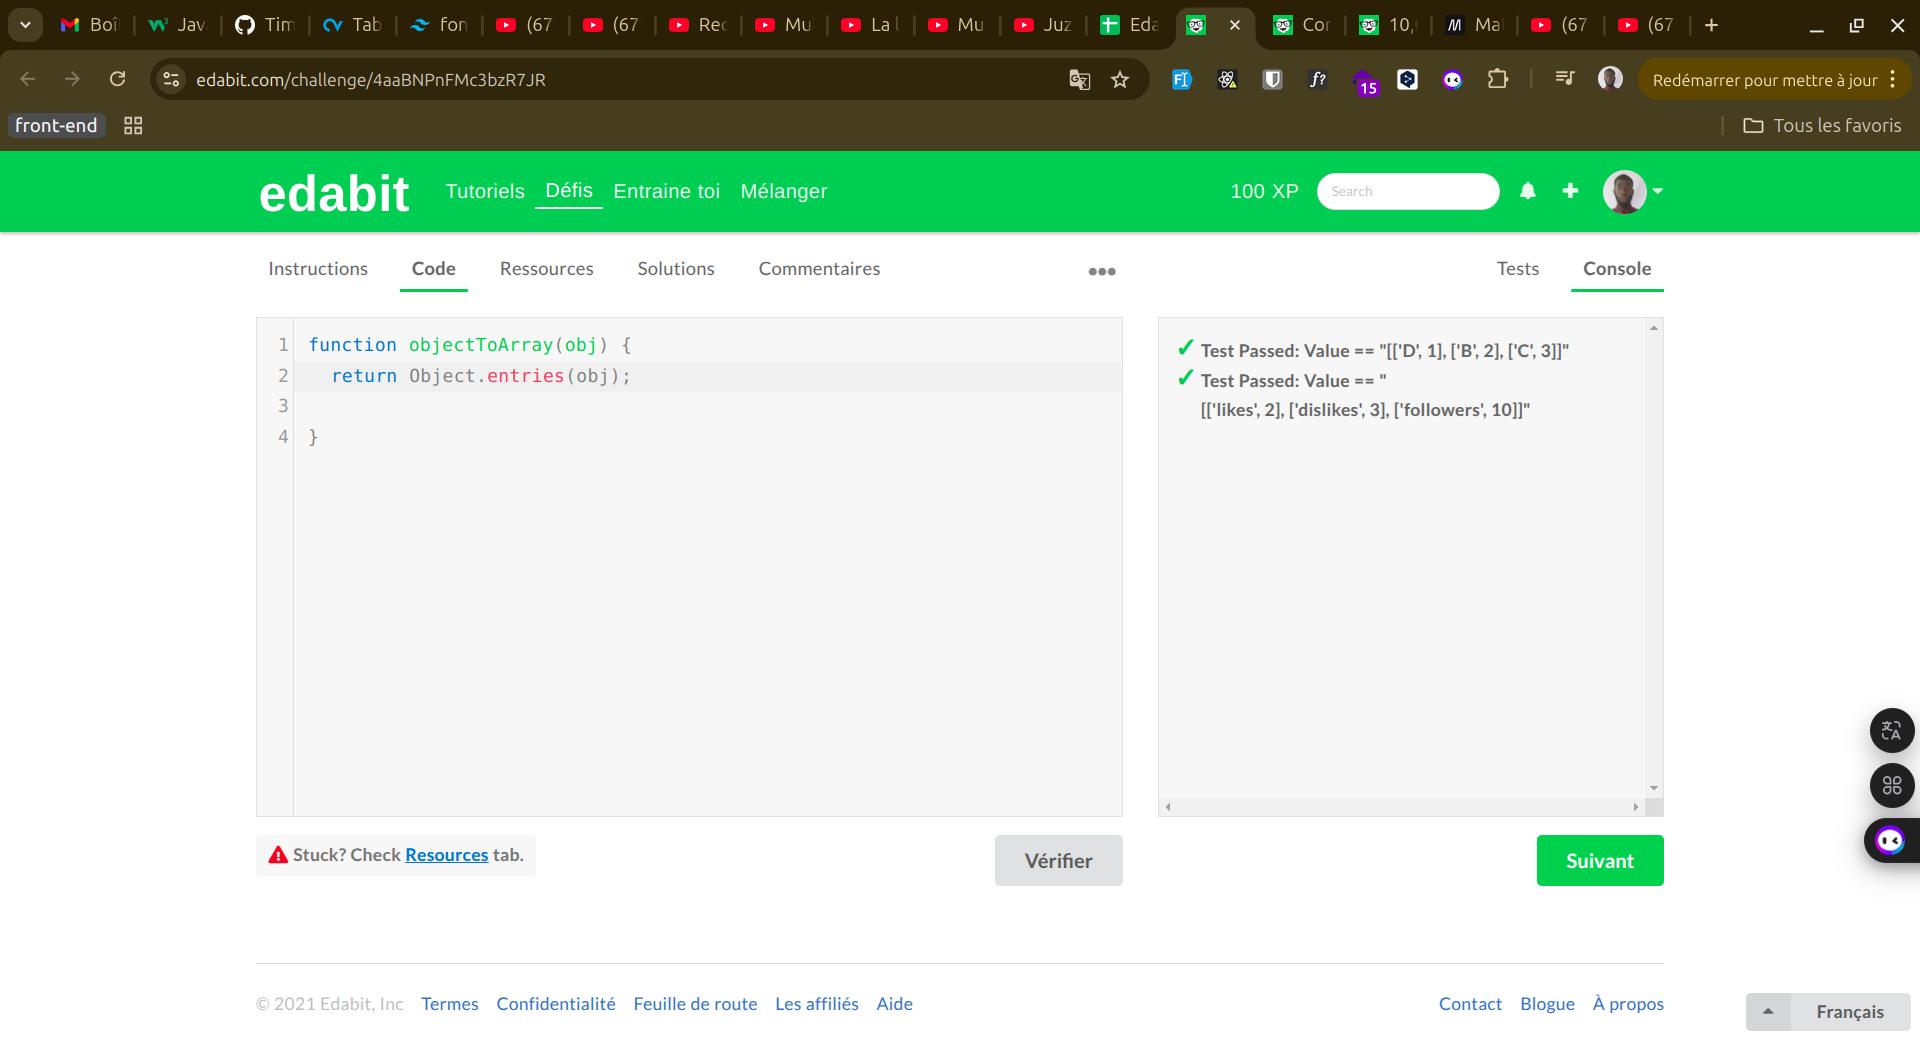 Boî Jav Tim Tab fon (67 (67 Rec Mu La l Mu Juz Eda Cor 10, Ma (67 (67
edabit.com/challenge/4aaBNPnFMc3bzR7JR 15 Redémarrer pour mettre à jour
front-end Tous les favoris
edabit Tutoriels Défis Entraine toi Mélanger 100 XP Search
Instructions Code Ressources Solutions Commentaires Tests Console
1 function objectToArray(obj) {
2 return Object.entries(obj);
3
4 }
✓ Test Passed: Value == "[['D', 1], ['B', 2], ['C', 3]]"
✓ Test Passed: Value == "
[['likes', 2], ['dislikes', 3], ['followers', 10]]"
Stuck? Check Resources tab. Vérifier Suivant
© 2021 Edabit, Inc Termes Confidentialité Feuille de route Les affiliés Aide Contact Blogue À propos
Français